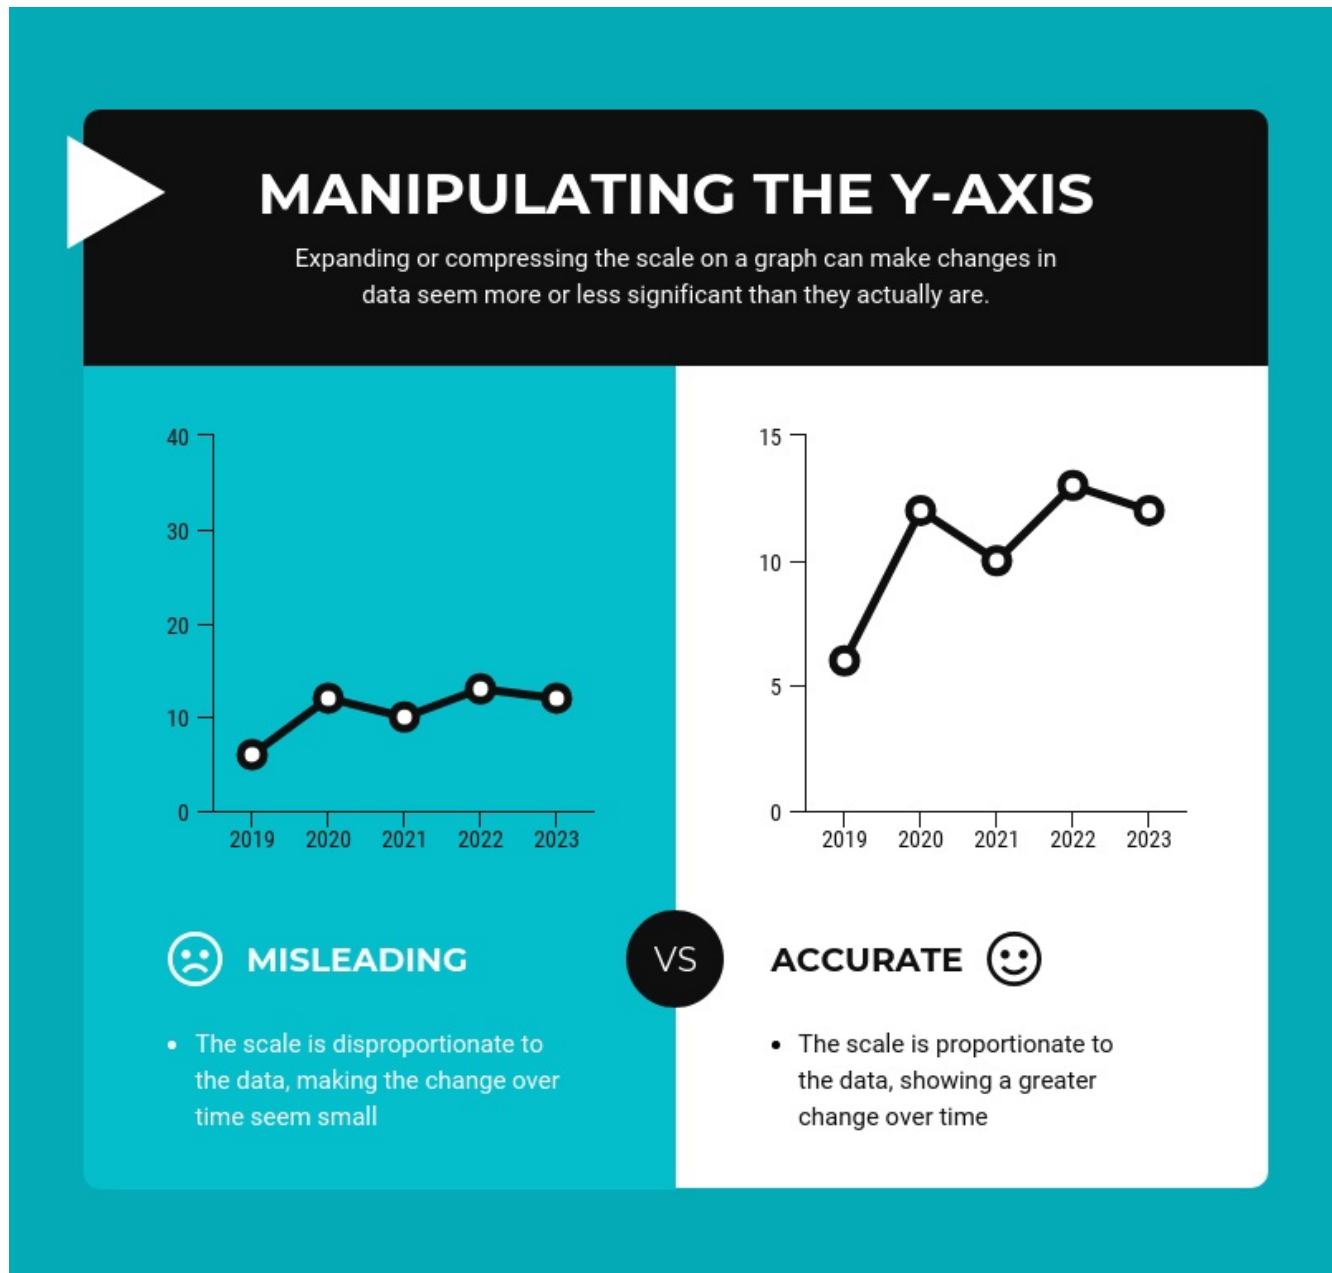 MANIPULATING THE Y-AXIS
Expanding or compressing the scale on a graph can make changes in
data seem more or less significant than they actually are.
40
30
20
10
0
2019 2020 2021 2022 2023
15
10
5
0
2019 2020 2021 2022 2023
MISLEADING
VS
ACCURATE
• The scale is disproportionate to
the data, making the change over
time seem small
• The scale is proportionate to
the data, showing a greater
change over time